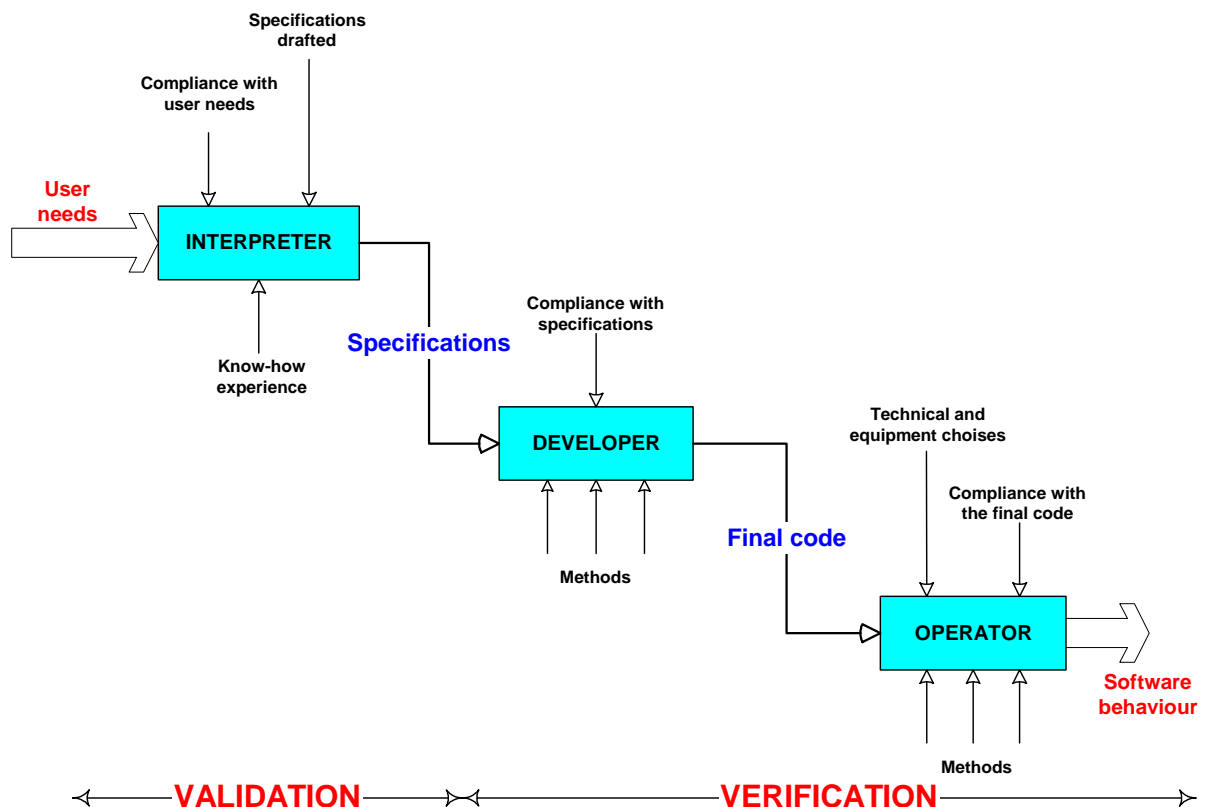 Specifications
drafted
Compliance with
user needs
User
needs
INTERPRETER
Know-how
experience
Specifications
Compliance with
specifications
DEVELOPER
Methods
Final code
Technical and
equipment choises
Compliance with
the final code
OPERATOR
Software
behaviour
Methods
VALIDATION
VERIFICATION